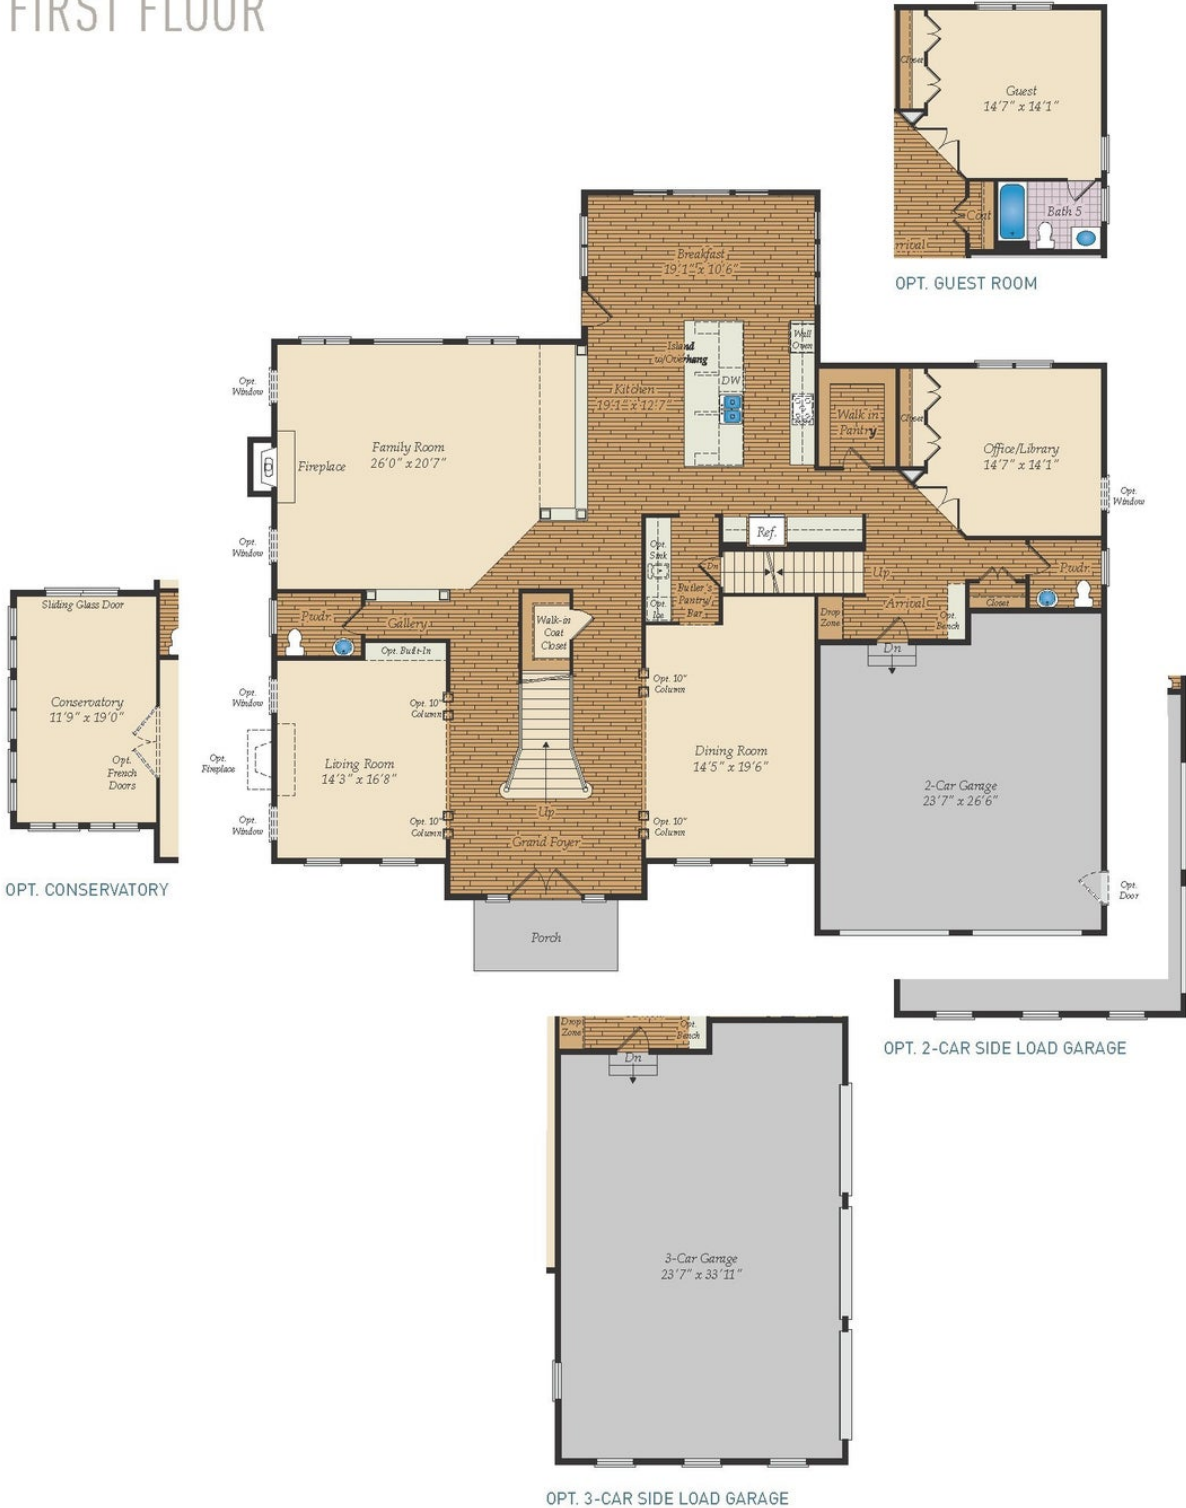 FIRST FLOOR
Closet
Guest
14'7" x 14'1"
Coat
Bath 5
rrival
OPT. GUEST ROOM
Breakfast
19'1" x 10'6"
Wall
Oven
Island
w/Overhang
DW
Kitchen
19'1" x 12'7"
Walk in
Pantry
Closet
Office/Library
14'7" x 14'1"
Opt.
Window
Opt.
Window
Family Room
26'0" x 20'7"
Fireplace
Opt.
Window
Ref.
Opt.
Sink
Dn
Up
Pwdr.
Butler's
Pantry/
Bar
Opt.
Ice
Drop
Zone
Arrival
Opt.
Bench
Closet
Dn
Sliding Glass Door
Conservatory
11'9" x 19'0"
Opt.
French
Doors
OPT. CONSERVATORY
Pwdr.
Gallery
Walk-in
Coat
Closet
Opt. Built-In
Opt.
Window
Opt. 10"
Column
Opt. 10"
Column
Opt.
Fireplace
Living Room
14'3" x 16'8"
Dining Room
14'5" x 19'6"
2-Car Garage
23'7" x 26'6"
Opt.
Window
Opt. 10"
Column
Up
Opt. 10"
Column
Grand Foyer
Opt.
Door
Porch
OPT. 2-CAR SIDE LOAD GARAGE
Drop
Zone
Opt.
Bench
Dn
3-Car Garage
23'7" x 33'11"
OPT. 3-CAR SIDE LOAD GARAGE